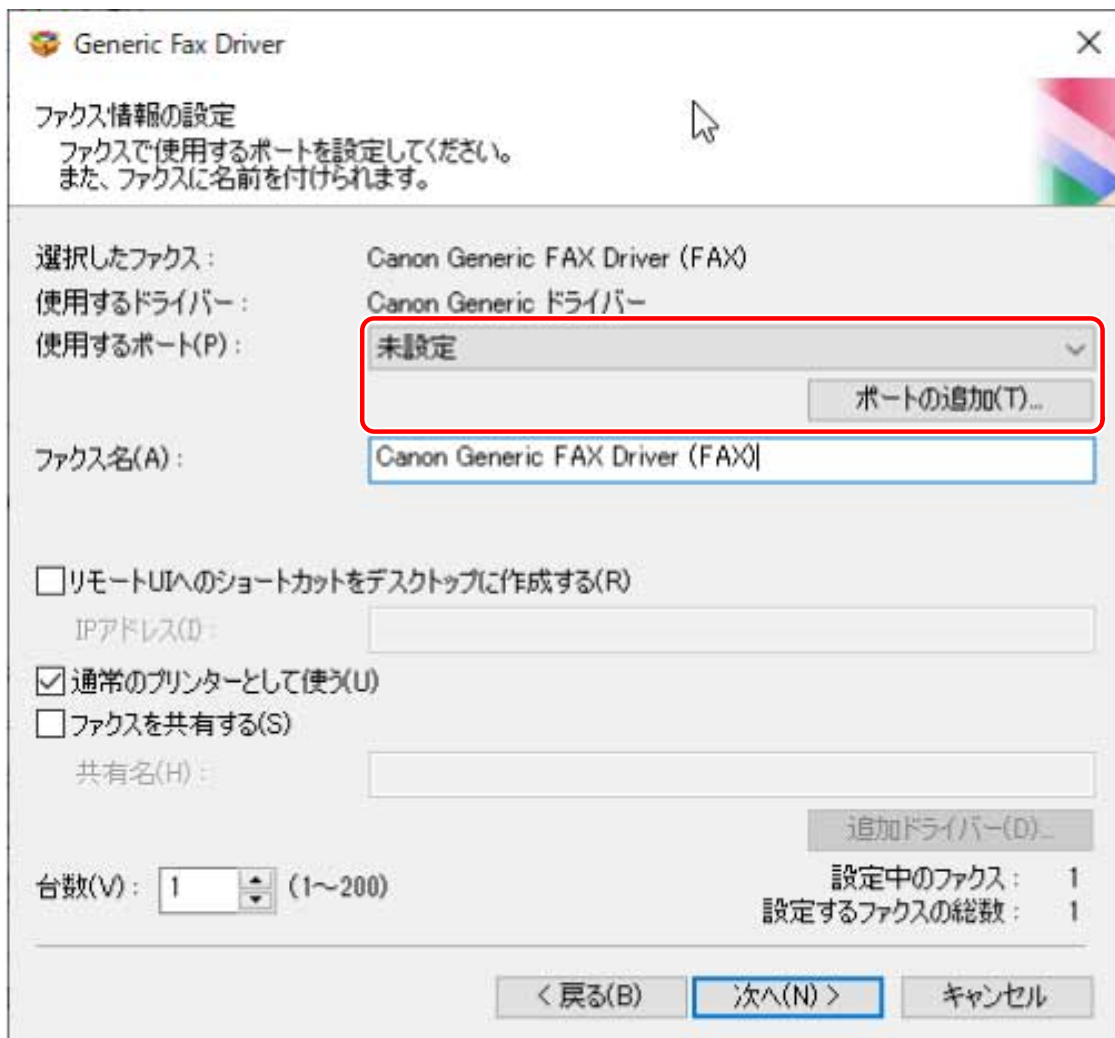 Generic Fax Driver
ファクス情報の設定
ファクスで使用するポートを設定してください。
また、ファクスに名前を付けられます。
選択したファクス: Canon Generic FAX Driver (FAX)
使用するドライバー: Canon Generic ドライバー
使用するポート(P): 未設定
ポートの追加(T)...
ファクス名(A): Canon Generic FAX Driver (FAX)
リモートUIへのショートカットをデスクトップに作成する(R)
IPアドレス(I):
通常のプリンターとして使う(U)
ファクスを共有する(S)
共有名(H):
追加ドライバー(D)...
台数(V): 1 (1～200)
設定中のファクス: 1
設定するファクスの総数: 1
< 戻る(B) 次へ(N) > キャンセル